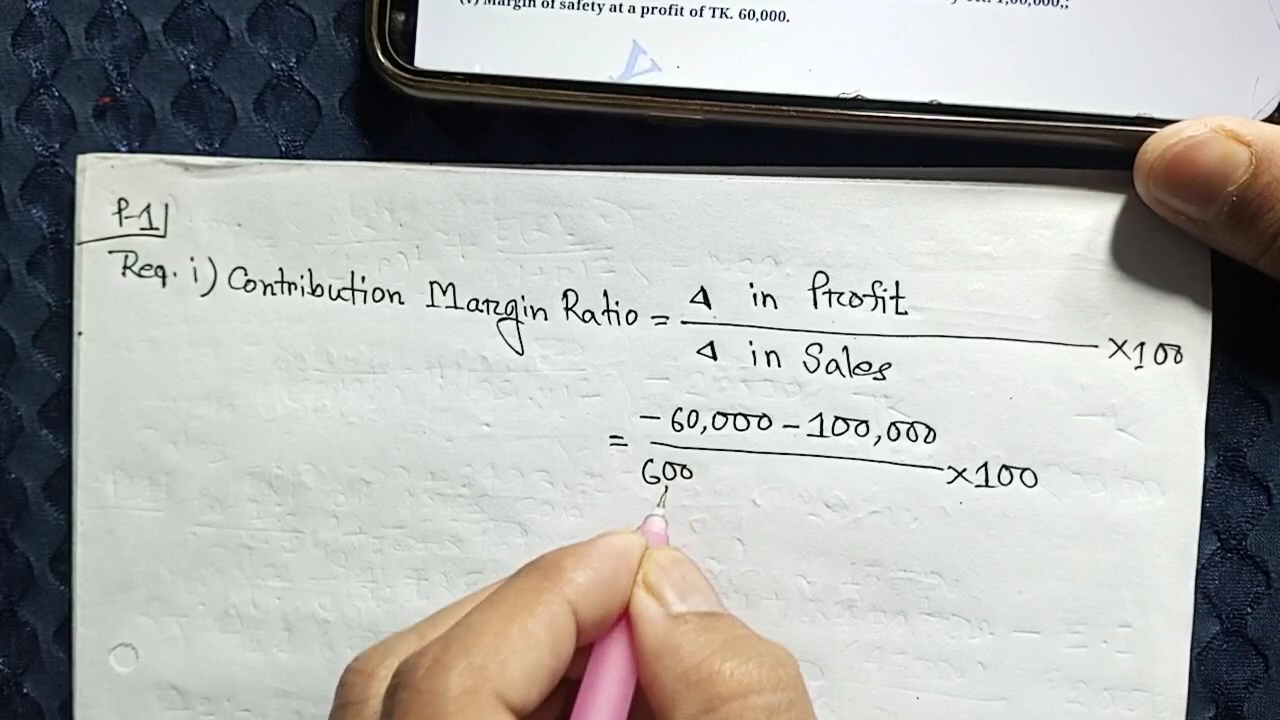 (v) Margin of safety at a profit of TK. 60,000.
P-1
Req. i) Contribution Margin Ratio = Δ in Profit
Δ in Sales ×100
= -60,000 - 100,000
600 ×100